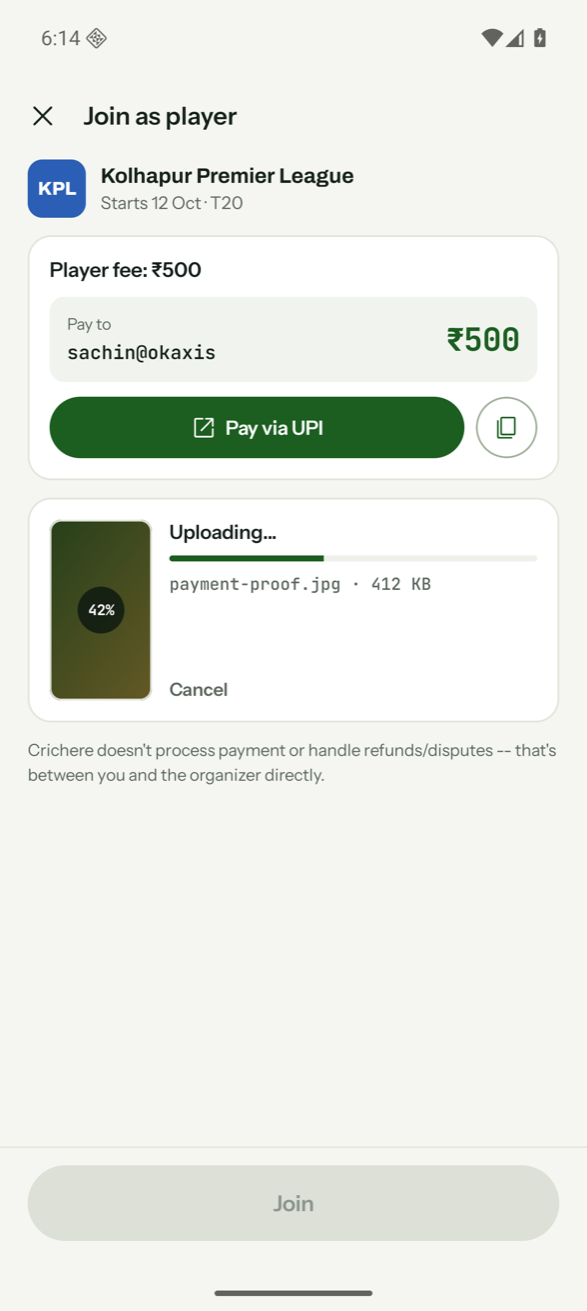 6:14
Join as player
KPL
Kolhapur Premier League
Starts 12 Oct · T20
Player fee: ₹500
Pay to
sachin@okaxis
₹500
Pay via UPI
Uploading...
42%
payment-proof.jpg · 412 KB
Cancel
Crichere doesn't process payment or handle refunds/disputes -- that's
between you and the organizer directly.
Join